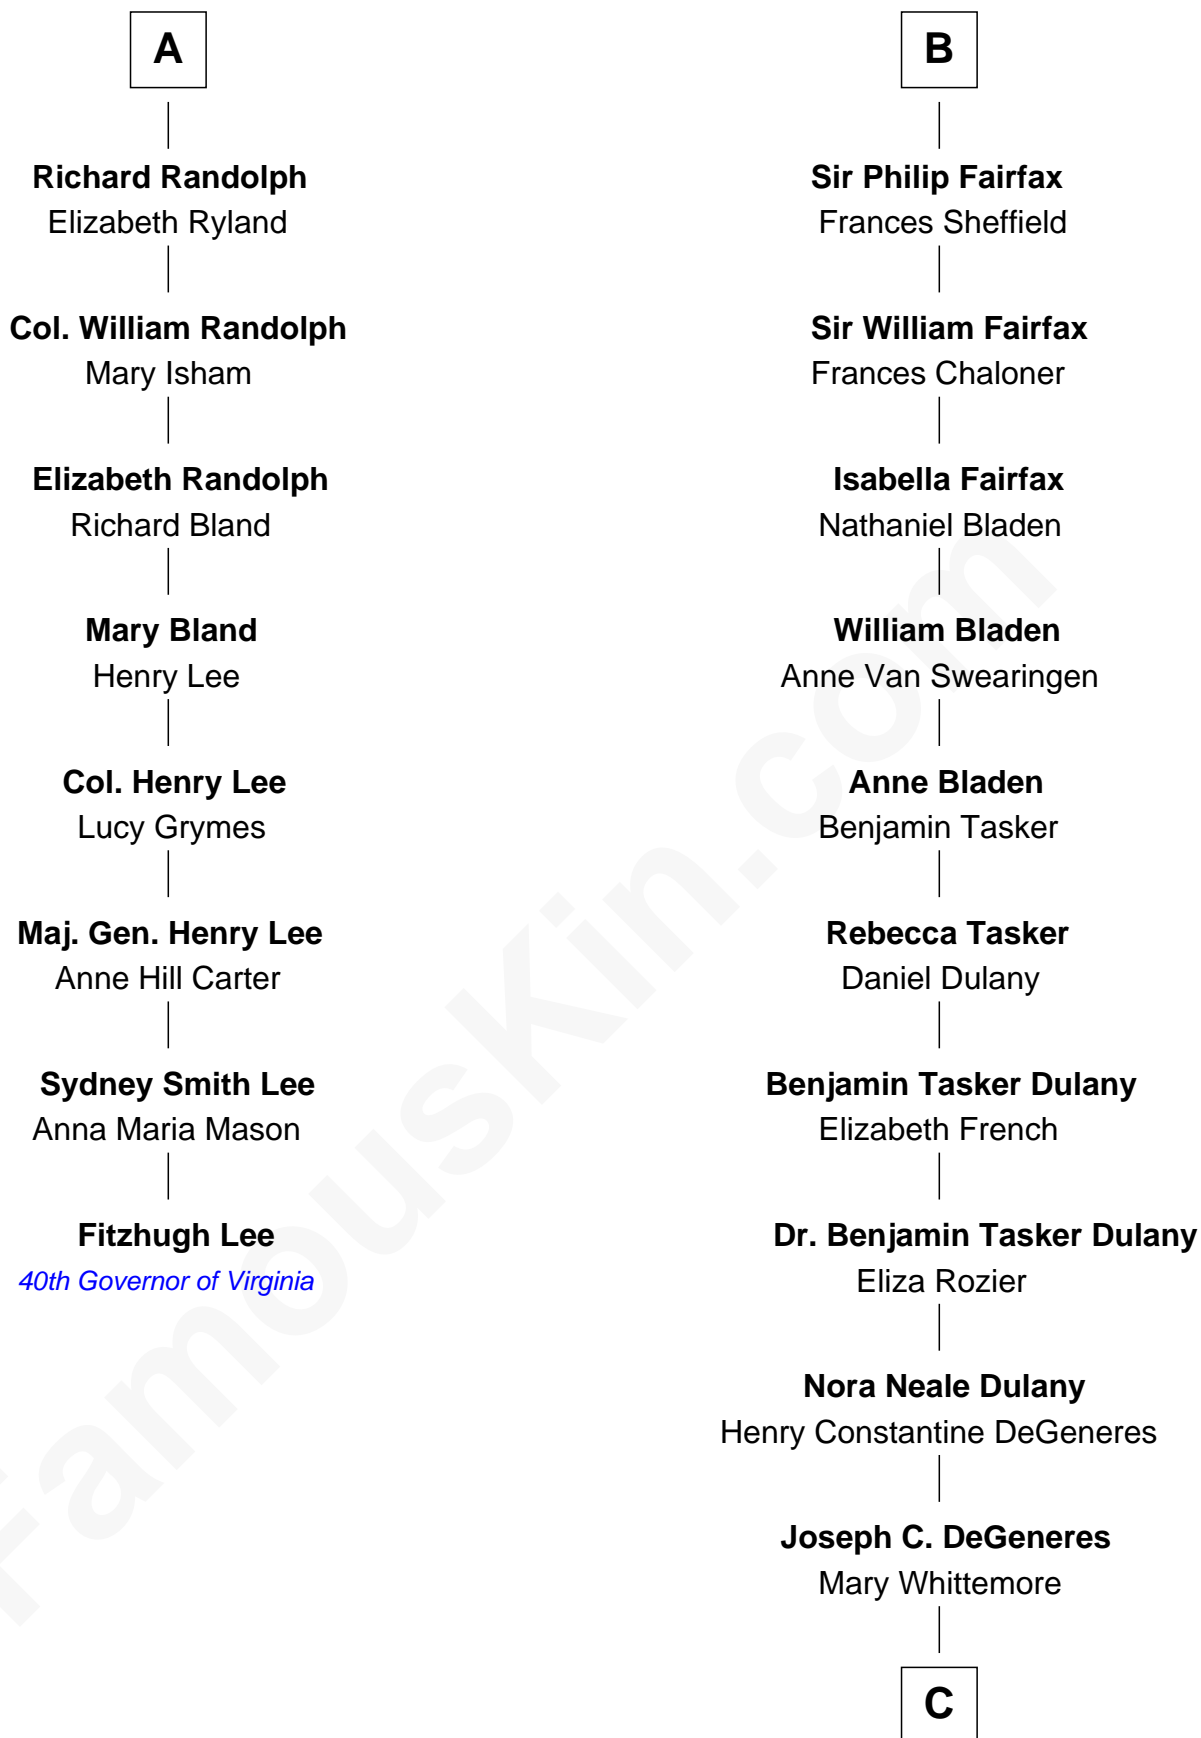 A
Richard Randolph
Elizabeth Ryland
Col. William Randolph
Mary Isham
Elizabeth Randolph
Richard Bland
Mary Bland
Henry Lee
Col. Henry Lee
Lucy Grymes
Maj. Gen. Henry Lee
Anne Hill Carter
Sydney Smith Lee
Anna Maria Mason
Fitzhugh Lee
40th Governor of Virginia
B
Sir Philip Fairfax
Frances Sheffield
Sir William Fairfax
Frances Chaloner
Isabella Fairfax
Nathaniel Bladen
William Bladen
Anne Van Swearingen
Anne Bladen
Benjamin Tasker
Rebecca Tasker
Daniel Dulany
Benjamin Tasker Dulany
Elizabeth French
Dr. Benjamin Tasker Dulany
Eliza Rozier
Nora Neale Dulany
Henry Constantine DeGeneres
Joseph C. DeGeneres
Mary Whittemore
C
FamousKin.com